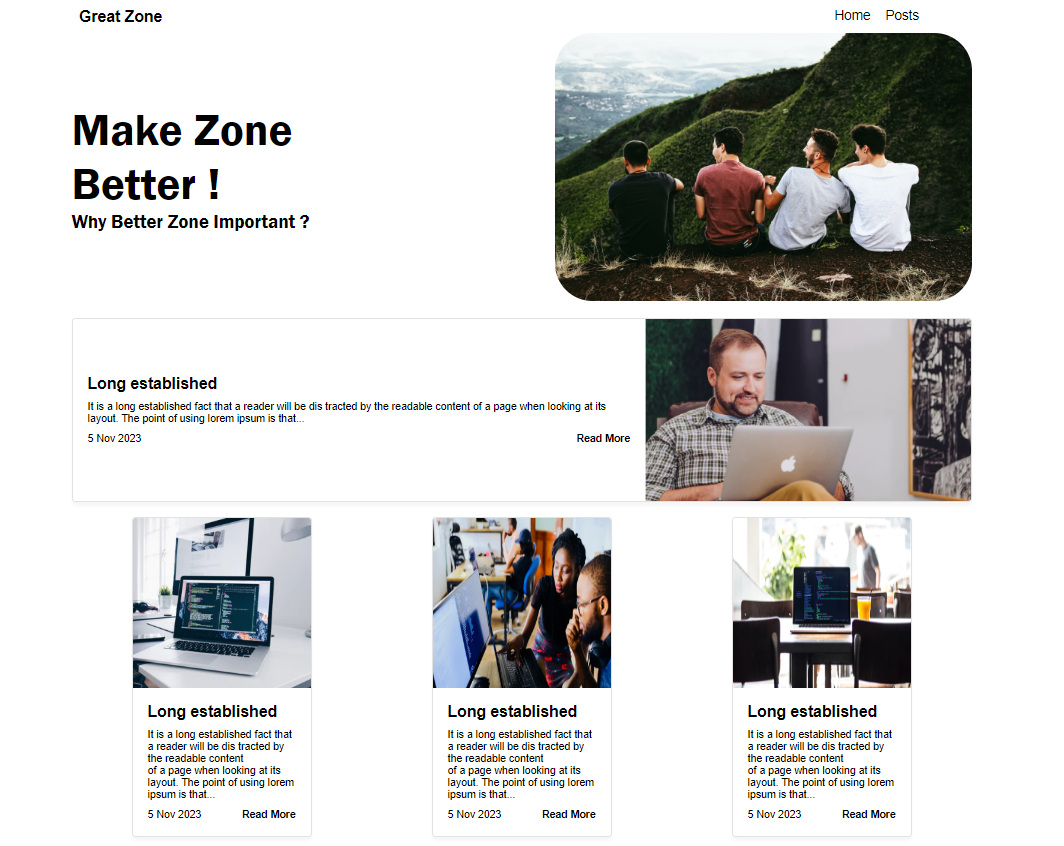 Great Zone
Home Posts
Make Zone
Better !
Why Better Zone Important ?
Long established
It is a long established fact that a reader will be dis tracted by the readable content of a page when looking at its
layout. The point of using lorem ipsum is that...
5 Nov 2023 Read More
Long established
It is a long established fact that
a reader will be dis tracted by
the readable content
of a page when looking at its
layout. The point of using lorem
ipsum is that...
5 Nov 2023 Read More
Long established
It is a long established fact that
a reader will be dis tracted by
the readable content
of a page when looking at its
layout. The point of using lorem
ipsum is that...
5 Nov 2023 Read More
Long established
It is a long established fact that
a reader will be dis tracted by
the readable content
of a page when looking at its
layout. The point of using lorem
ipsum is that...
5 Nov 2023 Read More